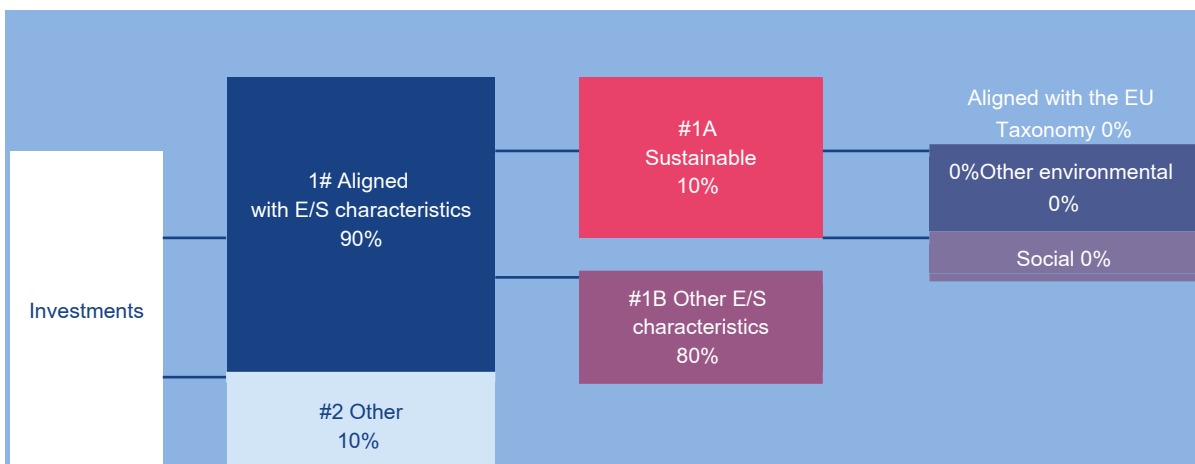 Investments
1# Aligned
with E/S characteristics
90%
#2 Other
10%
#1A
Sustainable
10%
#1B Other E/S
characteristics
80%
Aligned with the EU
Taxonomy 0%
0%Other environmental
0%
Social 0%